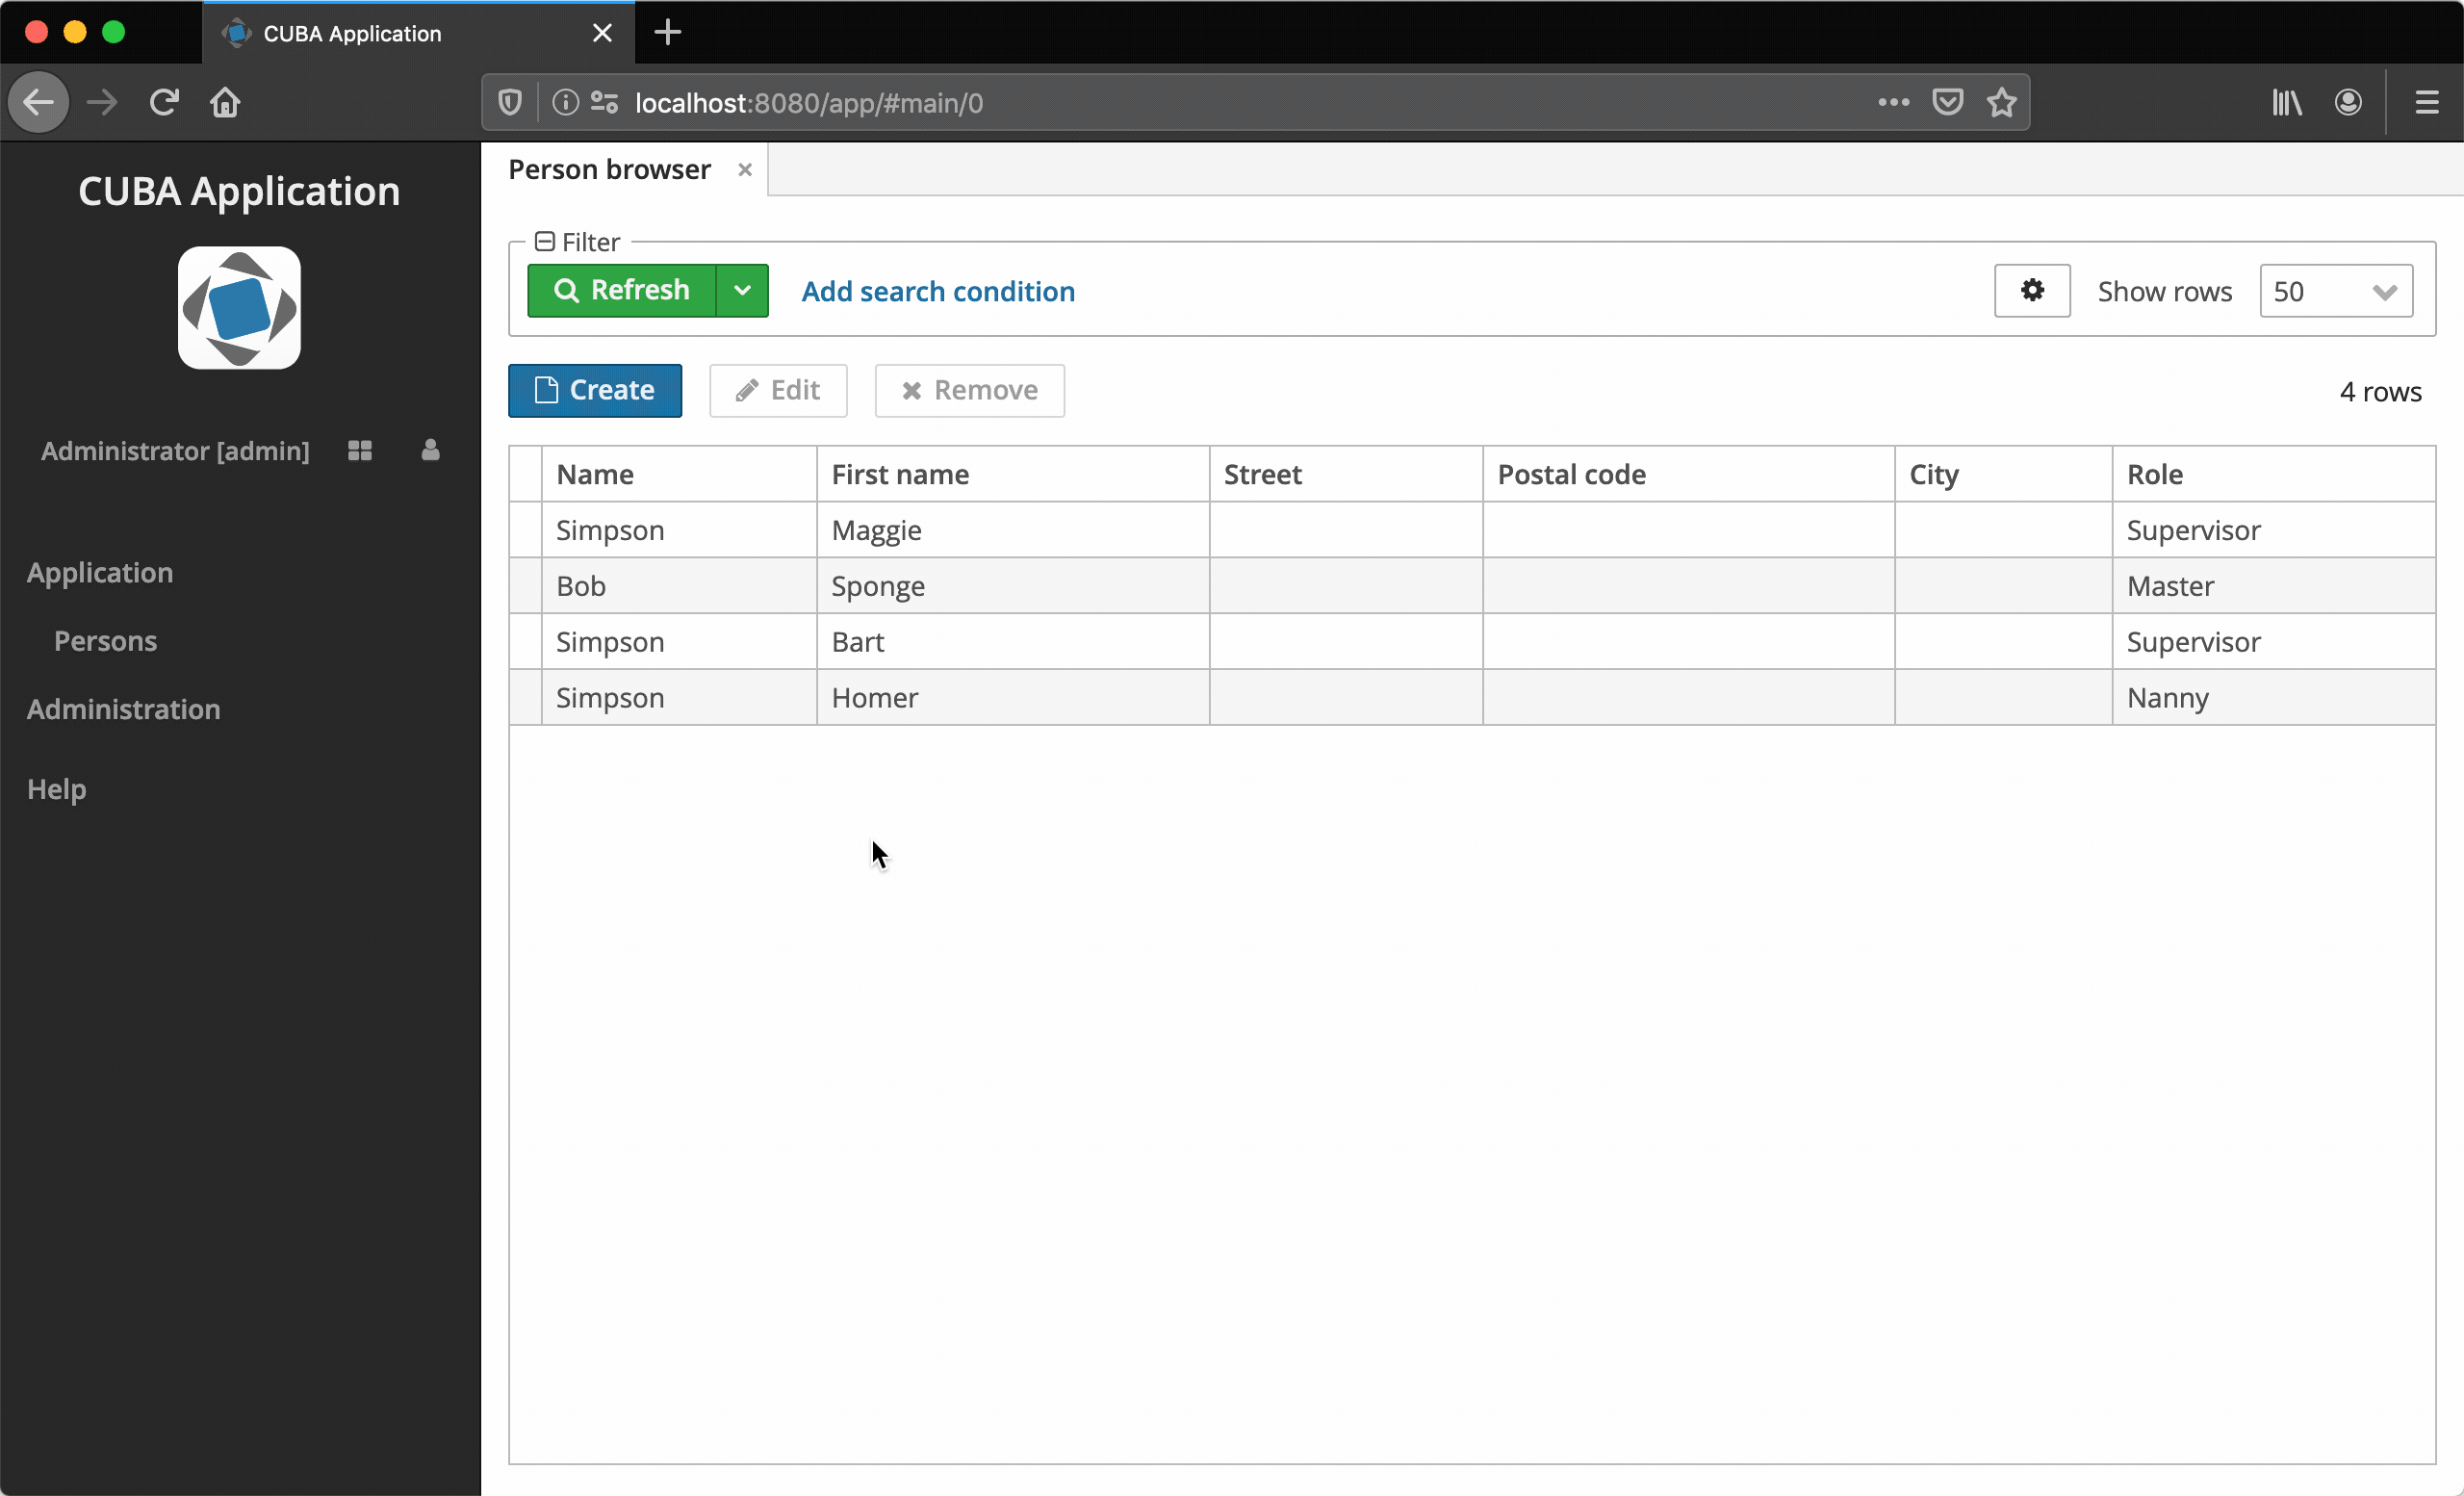 CUBA Application
localhost:8080/app/#main/0
CUBA Application
Administrator [admin]
Application
Persons
Administration
Help
Person browser
Filter
Refresh Add search condition Show rows 50
Create Edit Remove 4 rows
Name First name Street Postal code City Role
Simpson Maggie Supervisor
Bob Sponge Master
Simpson Bart Supervisor
Simpson Homer Nanny